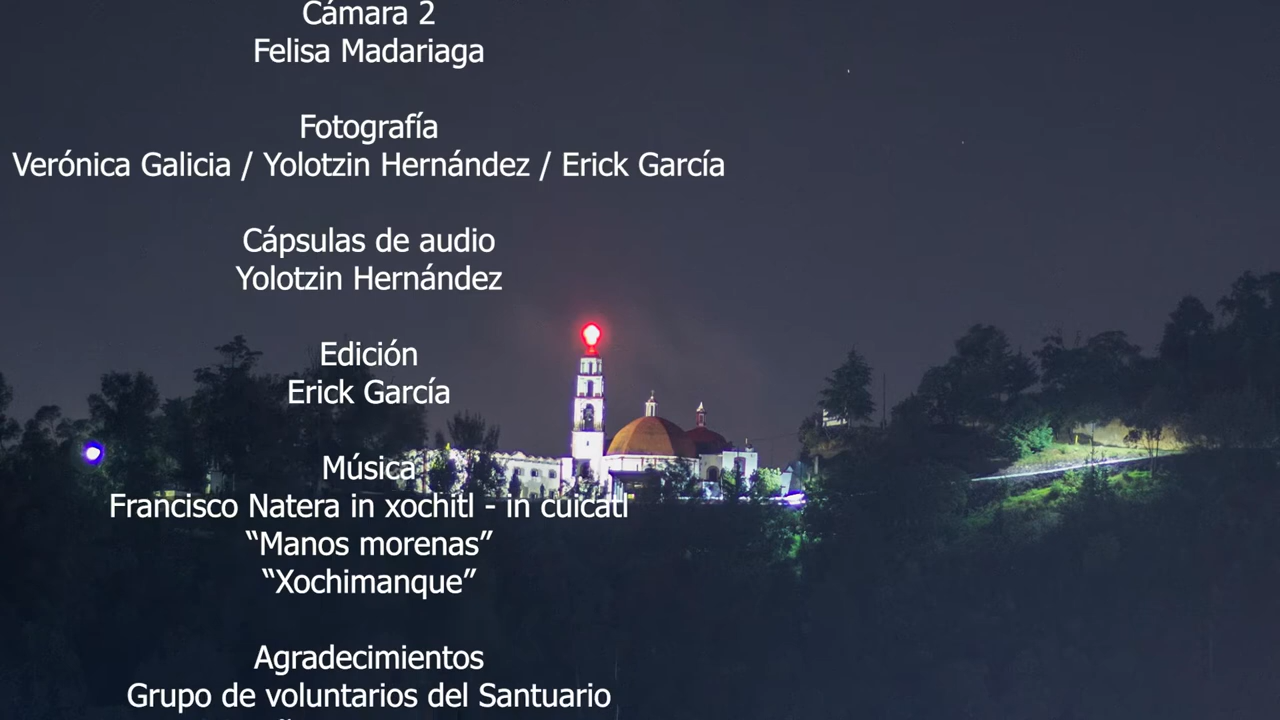 Cámara 2
Felisa Madariaga
Fotografía
Verónica Galicia / Yolotzin Hernández / Erick García
Cápsulas de audio
Yolotzin Hernández
Edición
Erick García
Música
Francisco Natera in xochitl - in cuicatl
“Manos morenas”
“Xochimanque”
Agradecimientos
Grupo de voluntarios del Santuario